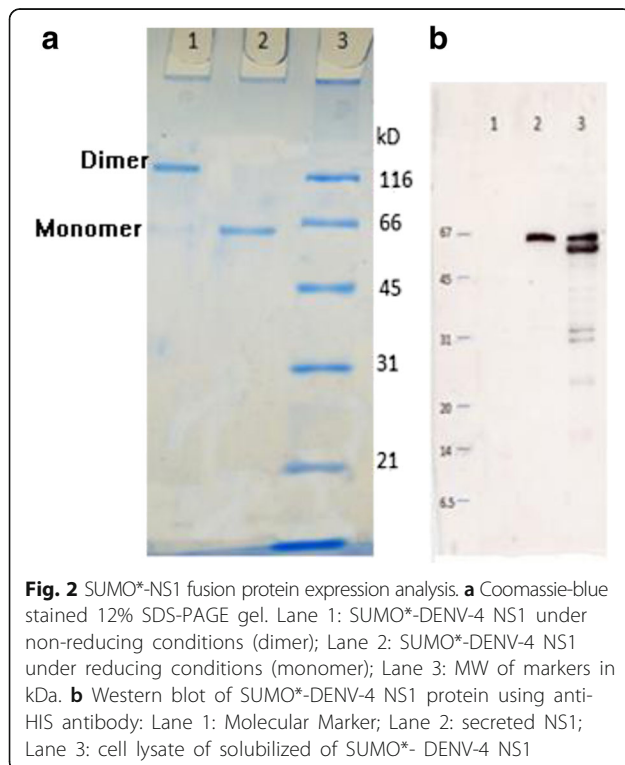 a
b
1 2 3
kD
Dimer
116
Monomer
66
45
31
21
1 2 3
67
45
31
20
14
6.5
Fig. 2 SUMO*-NS1 fusion protein expression analysis. a Coomassie-blue
stained 12% SDS-PAGE gel. Lane 1: SUMO*-DENV-4 NS1 under
non-reducing conditions (dimer); Lane 2: SUMO*-DENV-4 NS1
under reducing conditions (monomer); Lane 3: MW of markers in
kDa. b Western blot of SUMO*-DENV-4 NS1 protein using anti-
HIS antibody: Lane 1: Molecular Marker; Lane 2: secreted NS1;
Lane 3: cell lysate of solubilized of SUMO*- DENV-4 NS1